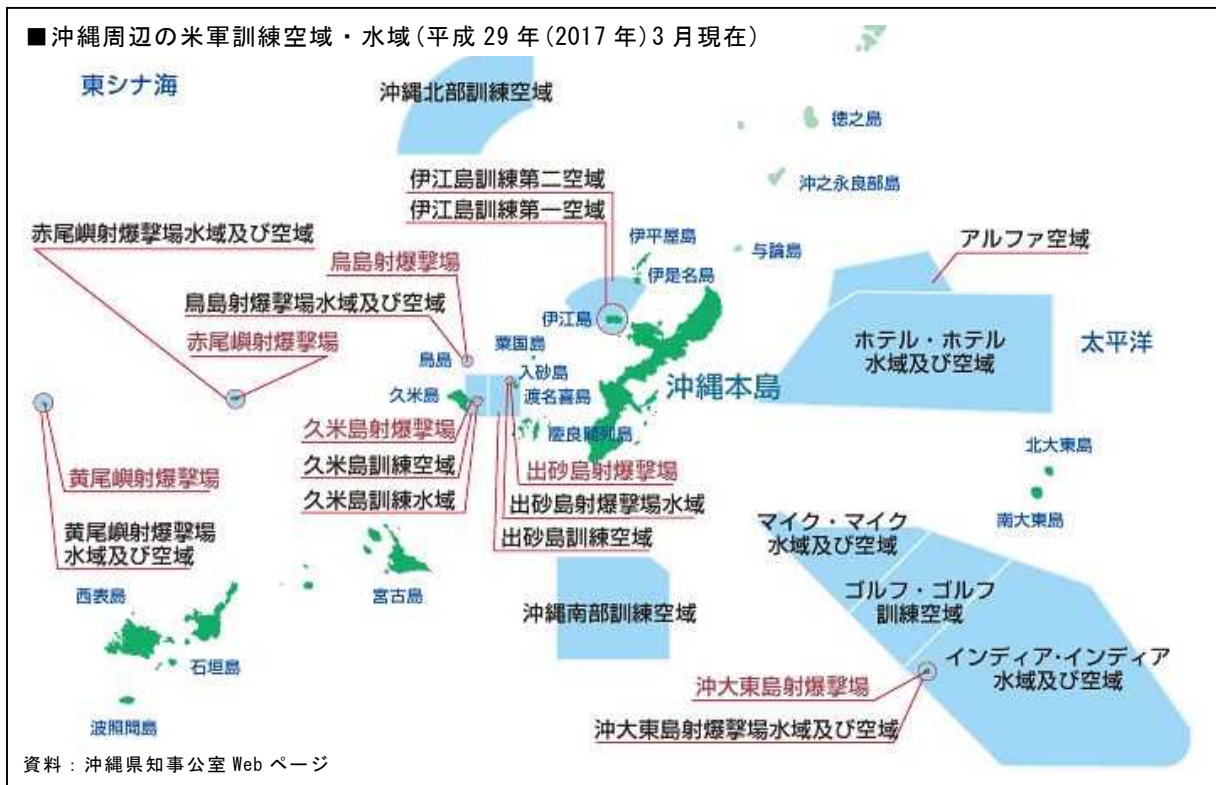 ■沖縄周辺の米軍訓練空域・水域(平成 29 年(2017 年)3 月現在)
東シナ海
沖縄北部訓練空域
徳之島
伊江島訓練第二空域
沖之永良部島
伊江島訓練第一空域
赤尾嶼射爆撃場水域及び空域
伊平屋島
与論島
アルファ空域
鳥島射爆撃場
伊是名島
鳥島射爆撃場水域及び空域
伊江島
ホテル・ホテル
水域及び空域
太平洋
赤尾嶼射爆撃場
粟国島
鳥島
入砂島
沖縄本島
久米島
渡名喜島
久米島射爆撃場
慶良間列島
北大東島
久米島訓練空域
出砂島射爆撃場
黄尾嶼射爆撃場
久米島訓練水域
出砂島射爆撃場水域
南大東島
マイク・マイク
水域及び空域
黄尾嶼射爆撃場
水域及び空域
出砂島訓練空域
西表島
宮古島
沖縄南部訓練空域
ゴルフ・ゴルフ
訓練空域
石垣島
インディア・インディア
水域及び空域
沖大東島射爆撃場
波照間島
沖大東島射爆撃場水域及び空域
資料：沖縄県知事公室 Web ページ